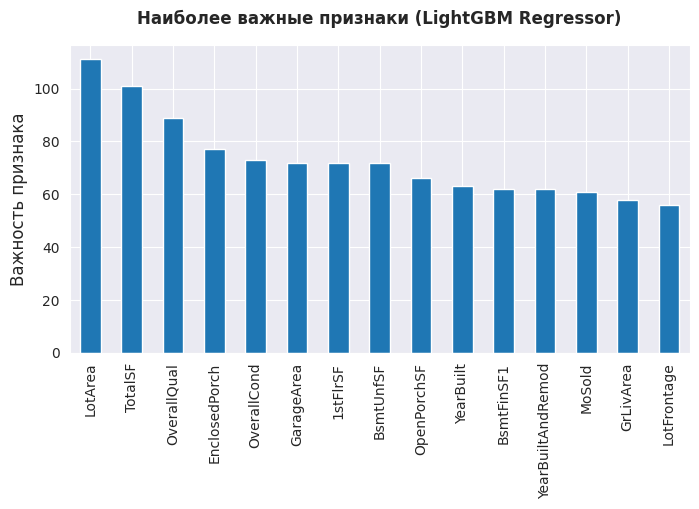 Наиболее важные признаки (LightGBM Regressor)
Важность признака
100
80
60
40
20
0
LotArea
TotalSF
OverallQual
EnclosedPorch
OverallCond
GarageArea
1stFlrSF
BsmtUnfSF
OpenPorchSF
YearBuilt
BsmtFinSF1
YearBuiltAndRemod
MoSold
GrLivArea
LotFrontage